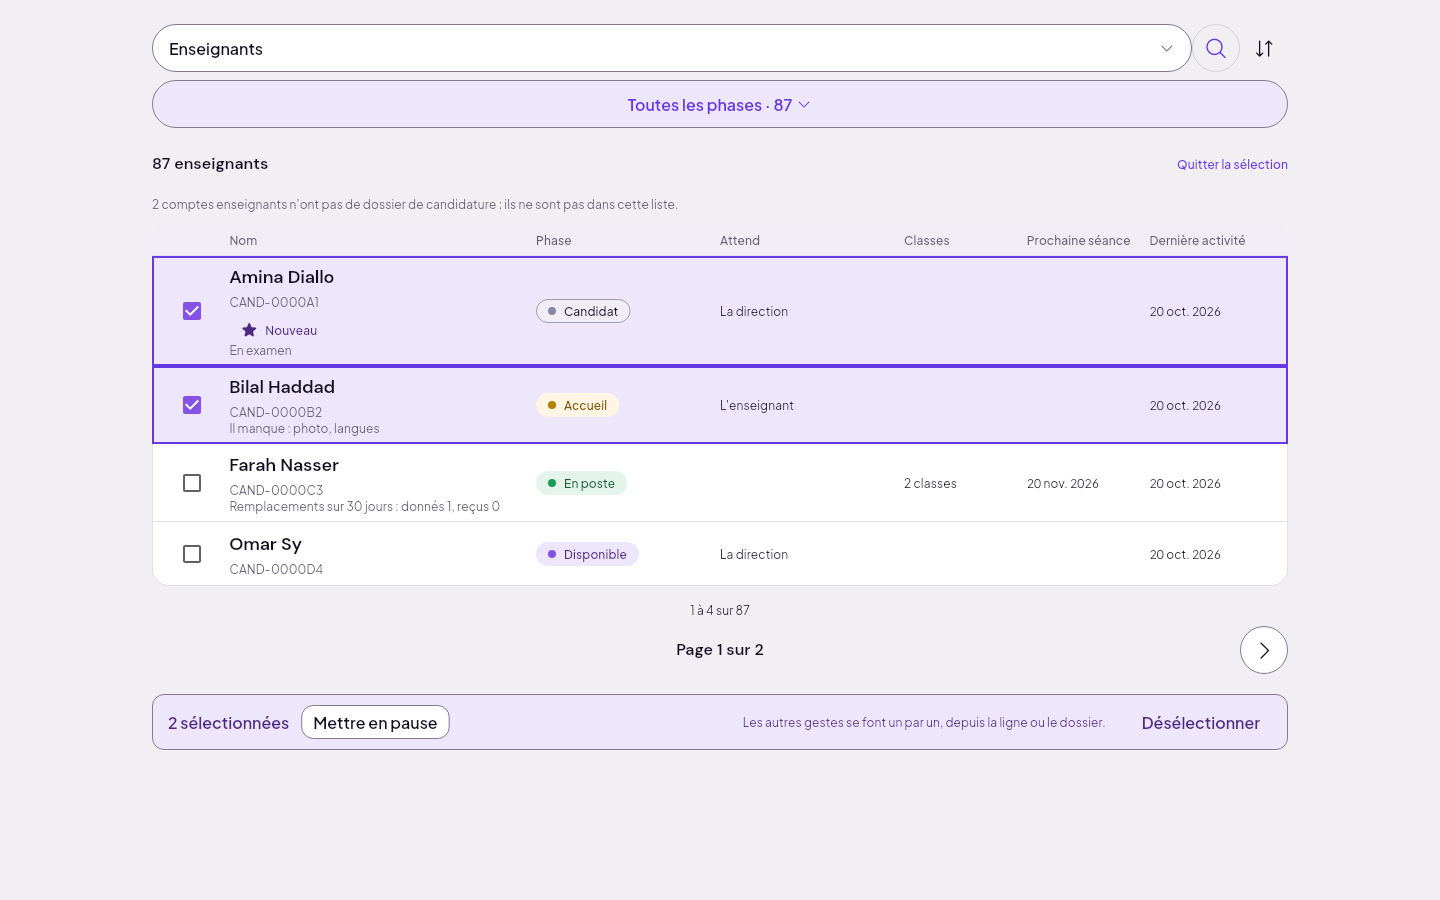 Enseignants
Toutes les phases · 87
87 enseignants
Quitter la sélection
2 comptes enseignants n'ont pas de dossier de candidature : ils ne sont pas dans cette liste.
Nom Phase Attend Classes Prochaine séance Dernière activité
Amina Diallo
CAND-0000A1
Nouveau
En examen
Candidat
La direction
20 oct. 2026
Bilal Haddad
CAND-0000B2
Il manque : photo, langues
Accueil
L'enseignant
20 oct. 2026
Farah Nasser
CAND-0000C3
Remplacements sur 30 jours : donnés 1, reçus 0
En poste
2 classes
20 nov. 2026
20 oct. 2026
Omar Sy
CAND-0000D4
Disponible
La direction
20 oct. 2026
1 à 4 sur 87
Page 1 sur 2
2 sélectionnées
Mettre en pause
Les autres gestes se font un par un, depuis la ligne ou le dossier.
Désélectionner